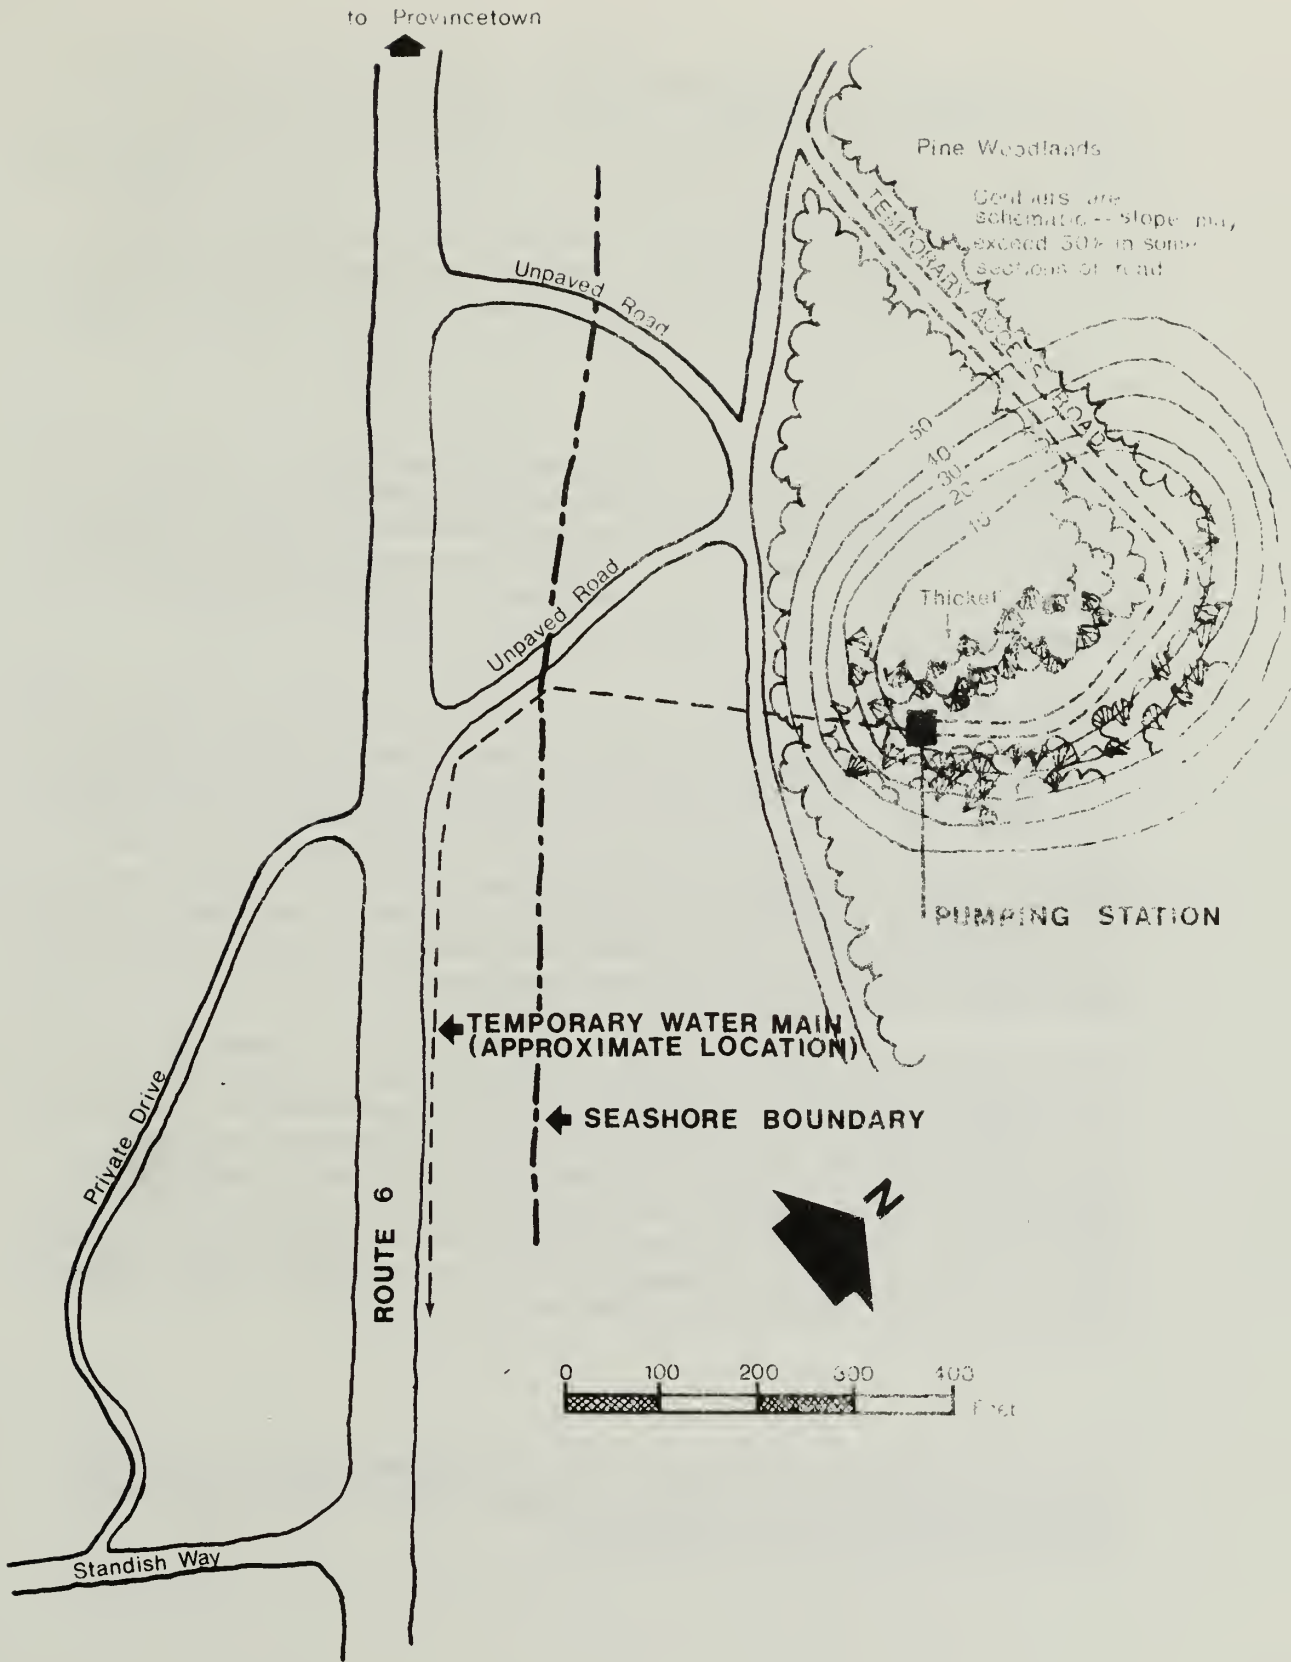 to Provincetown
Pine Woodlands
Contours are
schematic -- Slope may
exceed 50% in some
sections of road
TEMPORARY ACCESS ROAD
Unpaved Road
50
40
30
20
10
Thicket
Unpaved Road
PUMPING STATION
TEMPORARY WATER MAIN
(APPROXIMATE LOCATION)
SEASHORE BOUNDARY
Private Drive
ROUTE 6
N
0 100 200 300 400
Feet
Standish Way